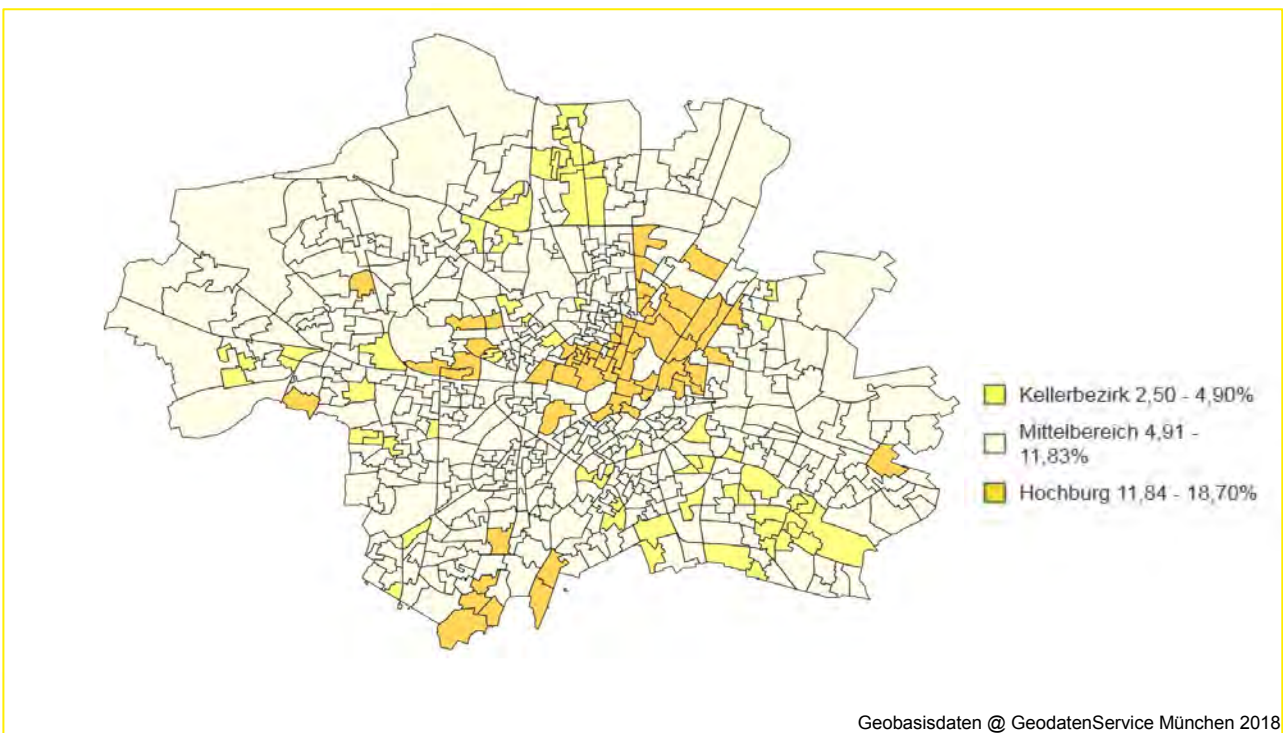 Kellerbezirk 2,50 - 4,90%
Mittelbereich 4,91 -
11,83%
Hochburg 11,84 - 18,70%
Geobasisdaten @ GeodatenService München 2018